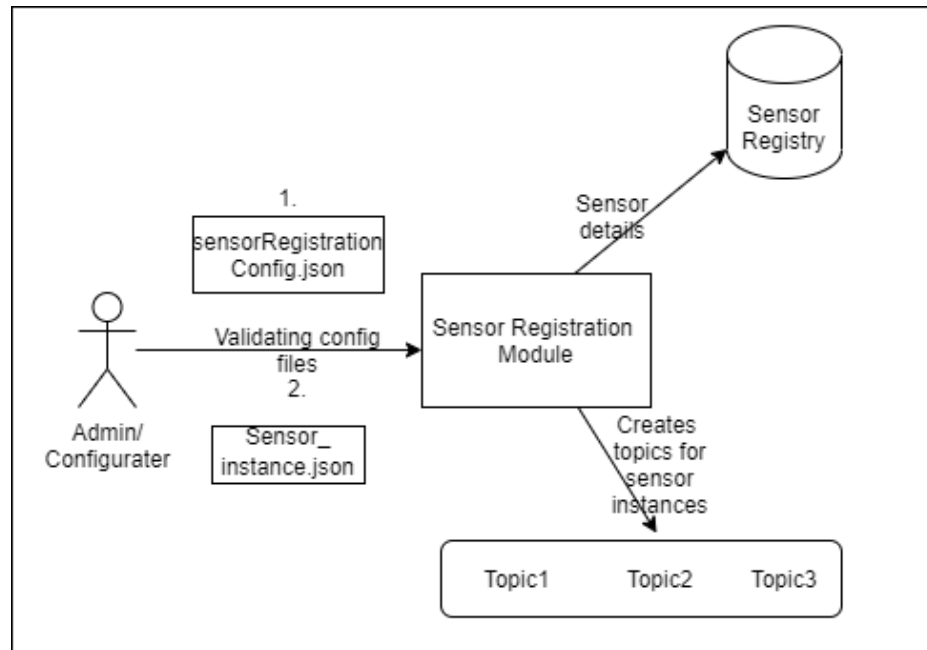 Sensor
Registry
1.
sensorRegistration
Config.json
Sensor
details
Sensor Registration
Module
Validating config
files
2.
Sensor_
instance.json
Admin/
Configurater
Creates
topics for
sensor
instances
Topic1 Topic2 Topic3